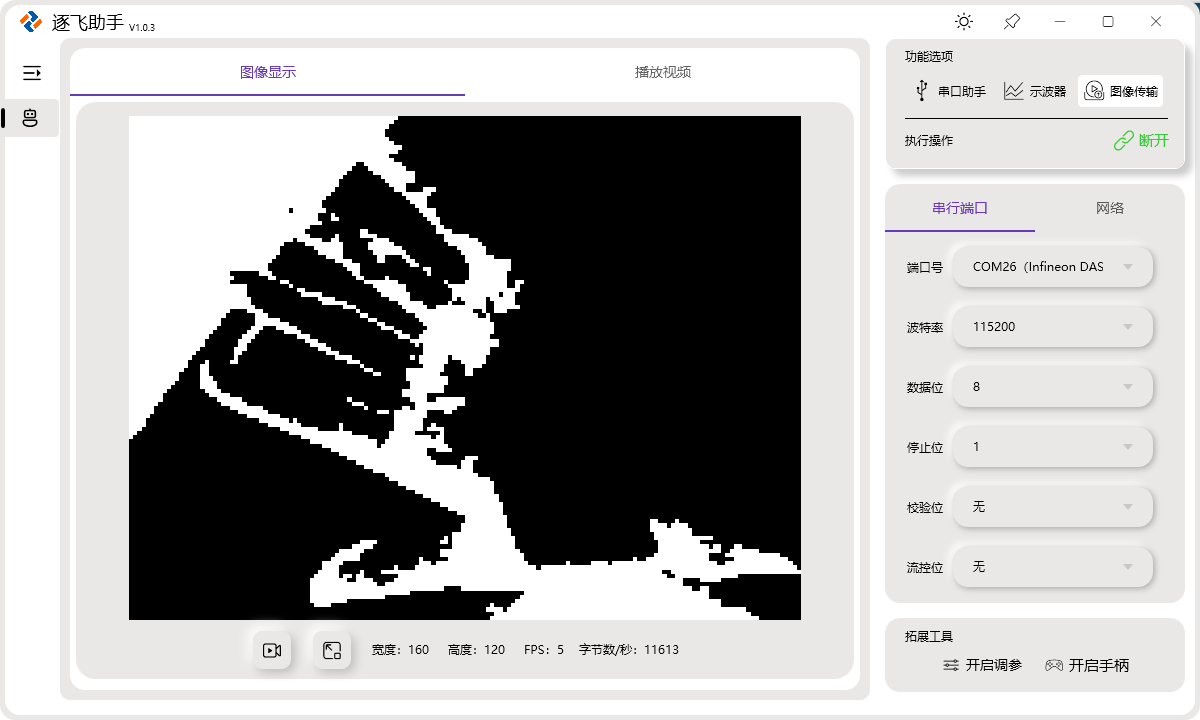 逐飞助手 V1.0.3
图像显示
播放视频
宽度：160 高度：120 FPS：5 字节数/秒：11613
功能选项
串口助手 示波器 图像传输
执行操作 断开
串行端口 网络
端口号 COM26（Infineon DAS
波特率 115200
数据位 8
停止位 1
校验位 无
流控位 无
拓展工具
开启调参 开启手柄